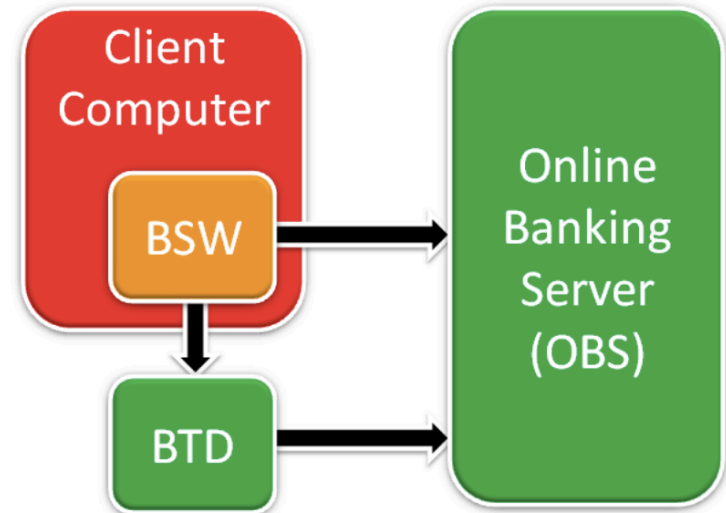 Client
Computer
BSW
BTD
Online
Banking
Server
(OBS)